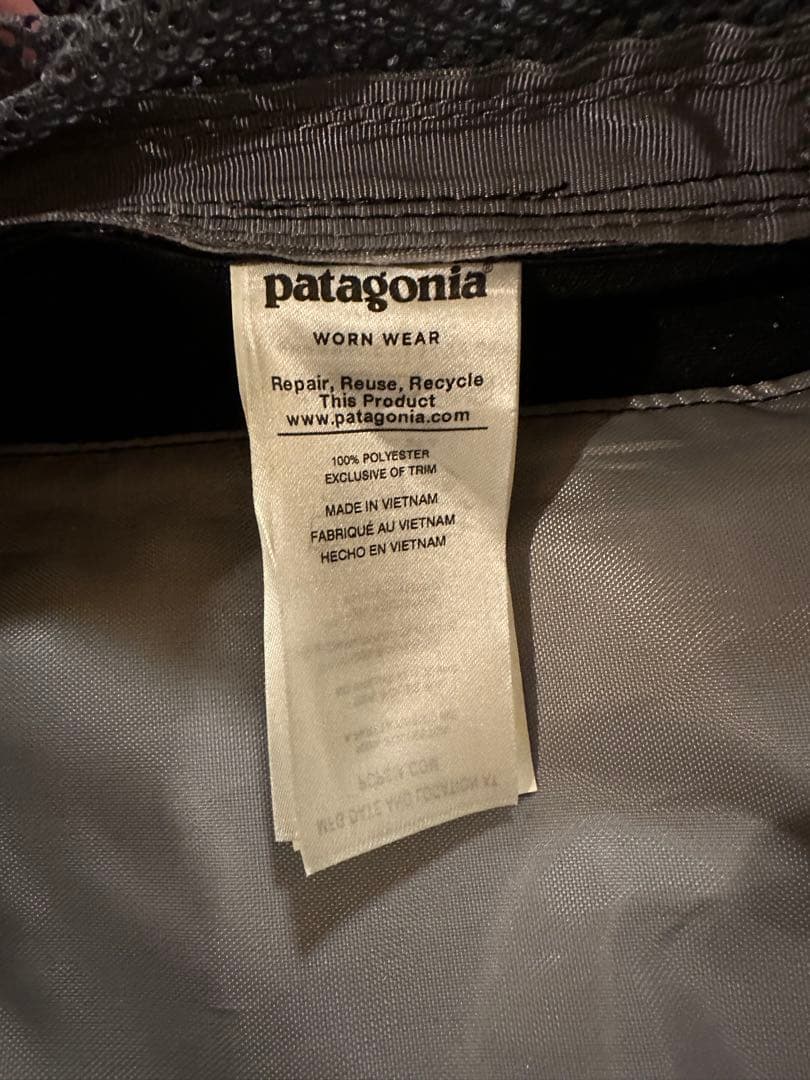 patagonia®
WORN WEAR
Repair, Reuse, Recycle
This Product
www.patagonia.com
100% POLYESTER
EXCLUSIVE OF TRIM
MADE IN VIETNAM
FABRIQUÉ AU VIETNAM
HECHO EN VIETNAM